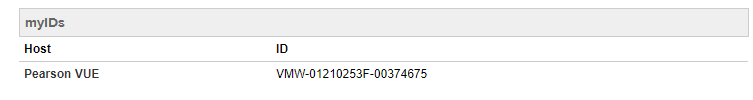 myIDs
Host ID
Pearson VUE VMW-01210253F-00374675